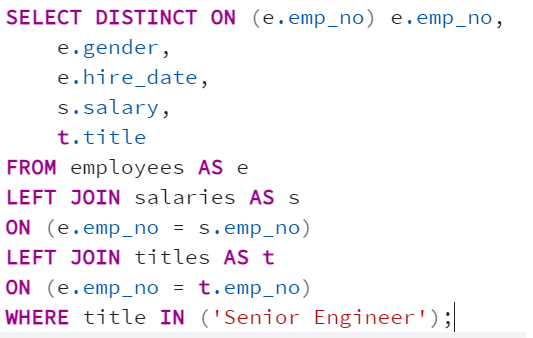 SELECT DISTINCT ON (e.emp_no) e.emp_no,
e.gender,
e.hire_date,
s.salary,
t.title
FROM employees AS e
LEFT JOIN salaries AS s
ON (e.emp_no = s.emp_no)
LEFT JOIN titles AS t
ON (e.emp_no = t.emp_no)
WHERE title IN ('Senior Engineer');